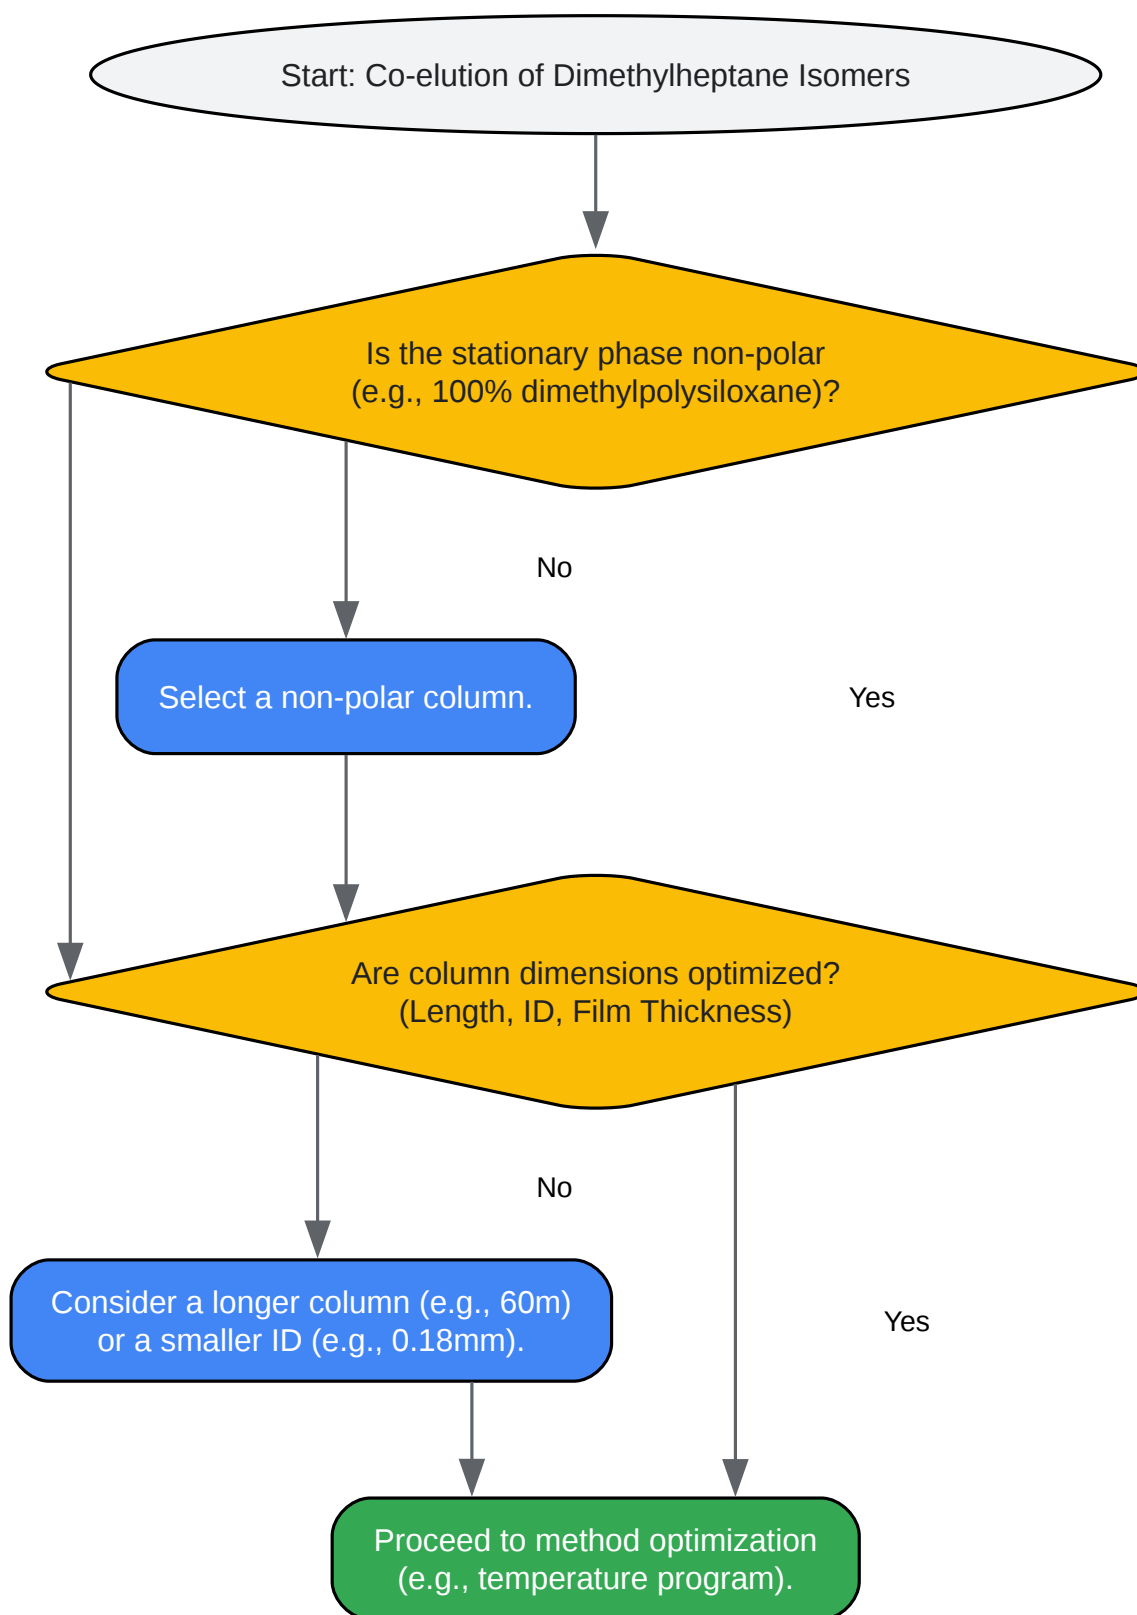 Start: Co-elution of Dimethylheptane Isomers
Is the stationary phase non-polar
(e.g., 100% dimethylpolysiloxane)?
No
Select a non-polar column.
Yes
Are column dimensions optimized?
(Length, ID, Film Thickness)
No
Consider a longer column (e.g., 60m)
or a smaller ID (e.g., 0.18mm).
Yes
Proceed to method optimization
(e.g., temperature program).